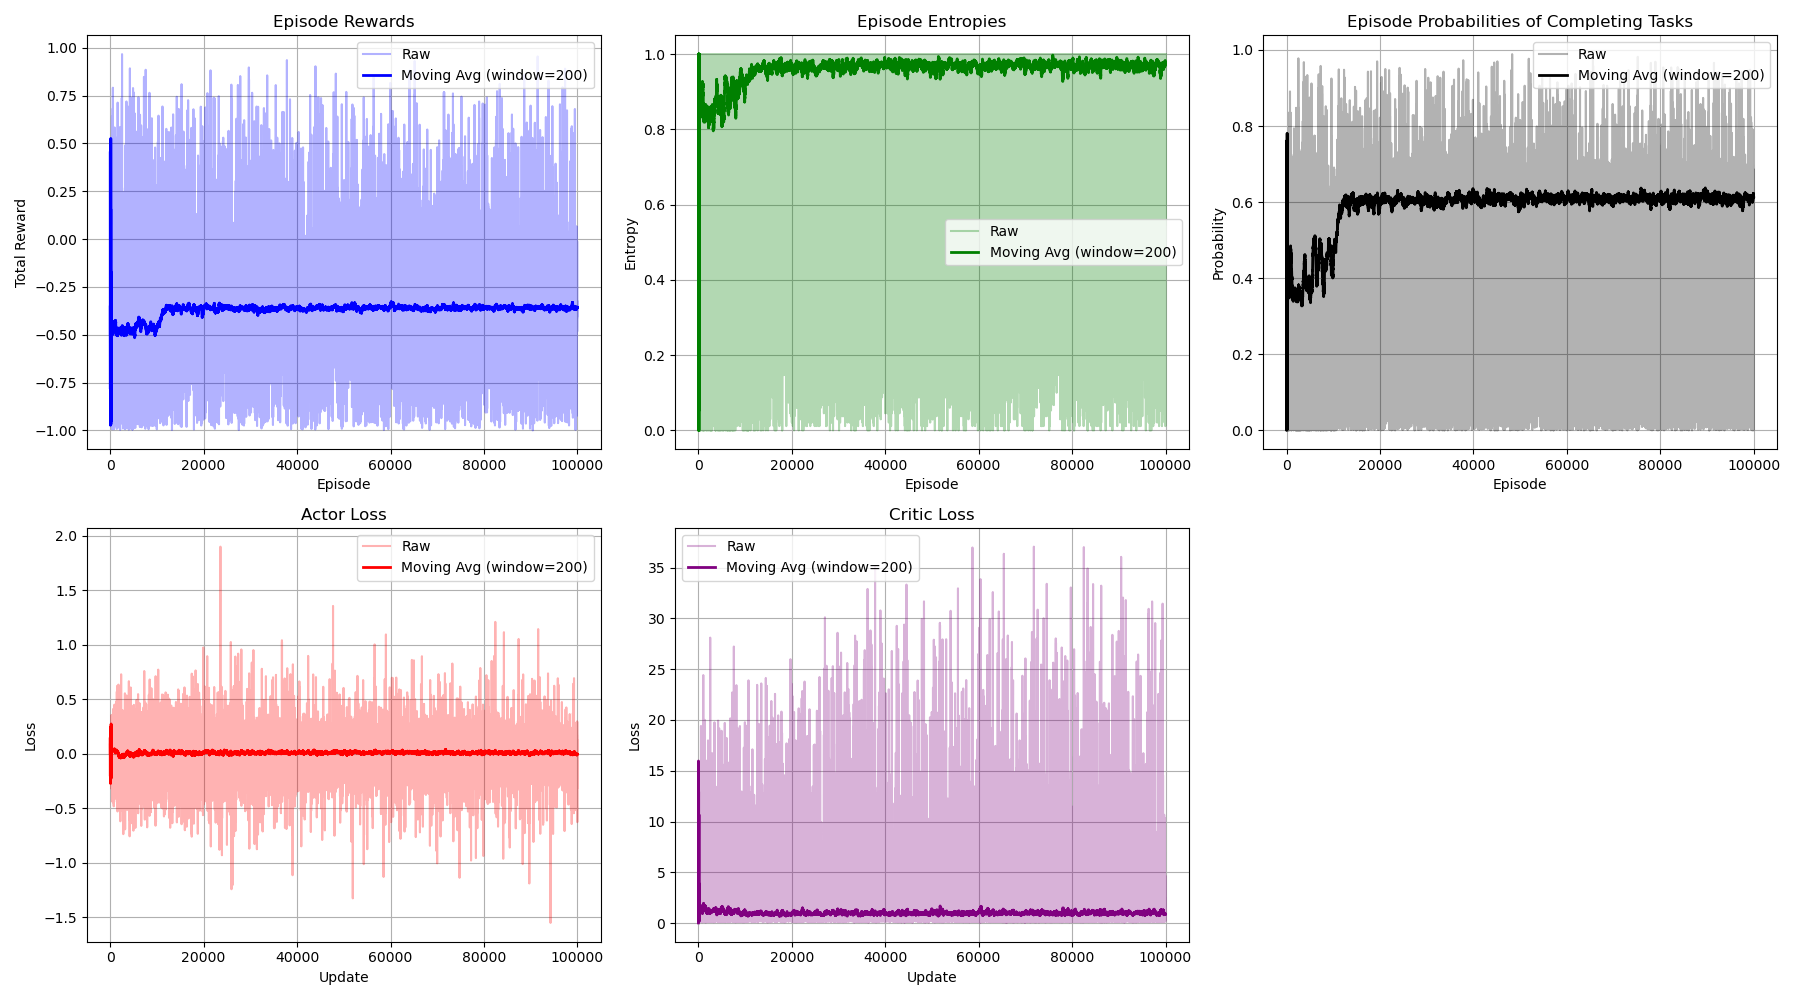 Episode Rewards
Total Reward
1.00
0.75
0.50
0.25
0.00
−0.25
−0.50
−0.75
−1.00
Raw
Moving Avg (window=200)
0 20000 40000 60000 80000 100000
Episode
Episode Entropies
Entropy
1.0
0.8
0.6
0.4
0.2
0.0
Raw
Moving Avg (window=200)
0 20000 40000 60000 80000 100000
Episode
Episode Probabilities of Completing Tasks
Probability
1.0
0.8
0.6
0.4
0.2
0.0
Raw
Moving Avg (window=200)
0 20000 40000 60000 80000 100000
Episode
Actor Loss
Loss
2.0
1.5
1.0
0.5
0.0
−0.5
−1.0
−1.5
Raw
Moving Avg (window=200)
0 20000 40000 60000 80000 100000
Update
Critic Loss
Loss
35
30
25
20
15
10
5
0
Raw
Moving Avg (window=200)
0 20000 40000 60000 80000 100000
Update